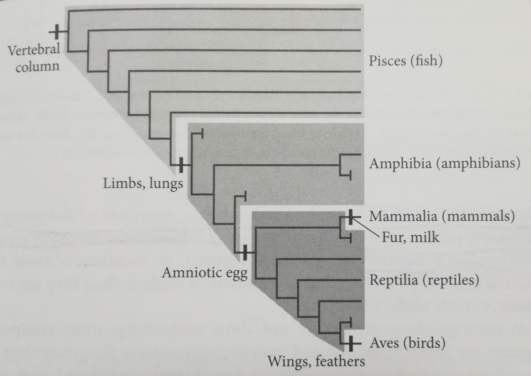 Vertebral
column
Pisces (fish)
Limbs, lungs
Amphibia (amphibians)
Mammalia (mammals)
Fur, milk
Amniotic egg
Reptilia (reptiles)
Aves (birds)
Wings, feathers